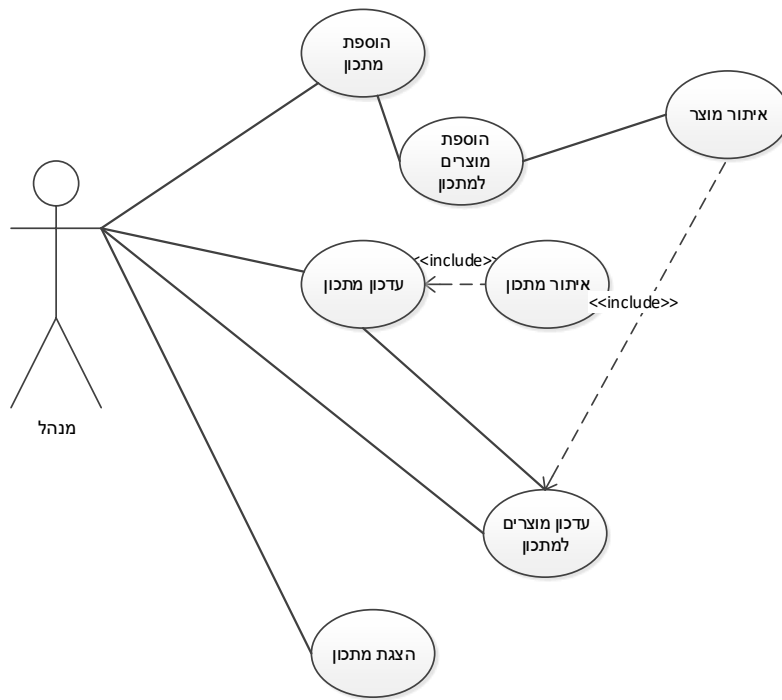 הוספת
מתכון
איתור מוצר
הוספת
מוצרים
למתכון
<<include>>
עדכון מתכון
איתור מתכון
<<include>>
מנהל
עדכון מוצרים
למתכון
הצגת מתכון